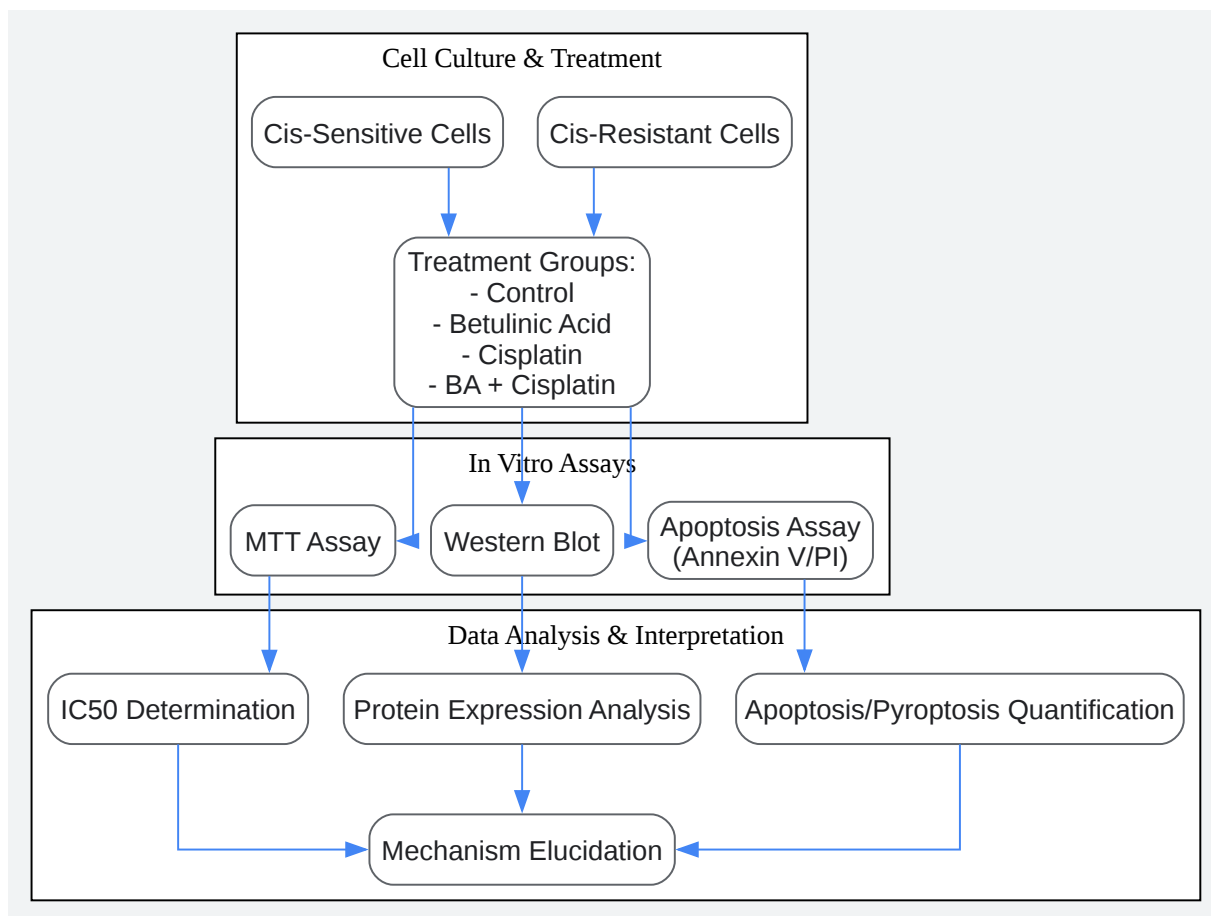 Cell Culture & Treatment
Cis-Sensitive Cells
Cis-Resistant Cells
Treatment Groups:
- Control
- Betulinic Acid
- Cisplatin
- BA + Cisplatin
In Vitro Assays
MTT Assay
Western Blot
Apoptosis Assay
(Annexin V/PI)
Data Analysis & Interpretation
IC50 Determination
Protein Expression Analysis
Apoptosis/Pyroptosis Quantification
Mechanism Elucidation